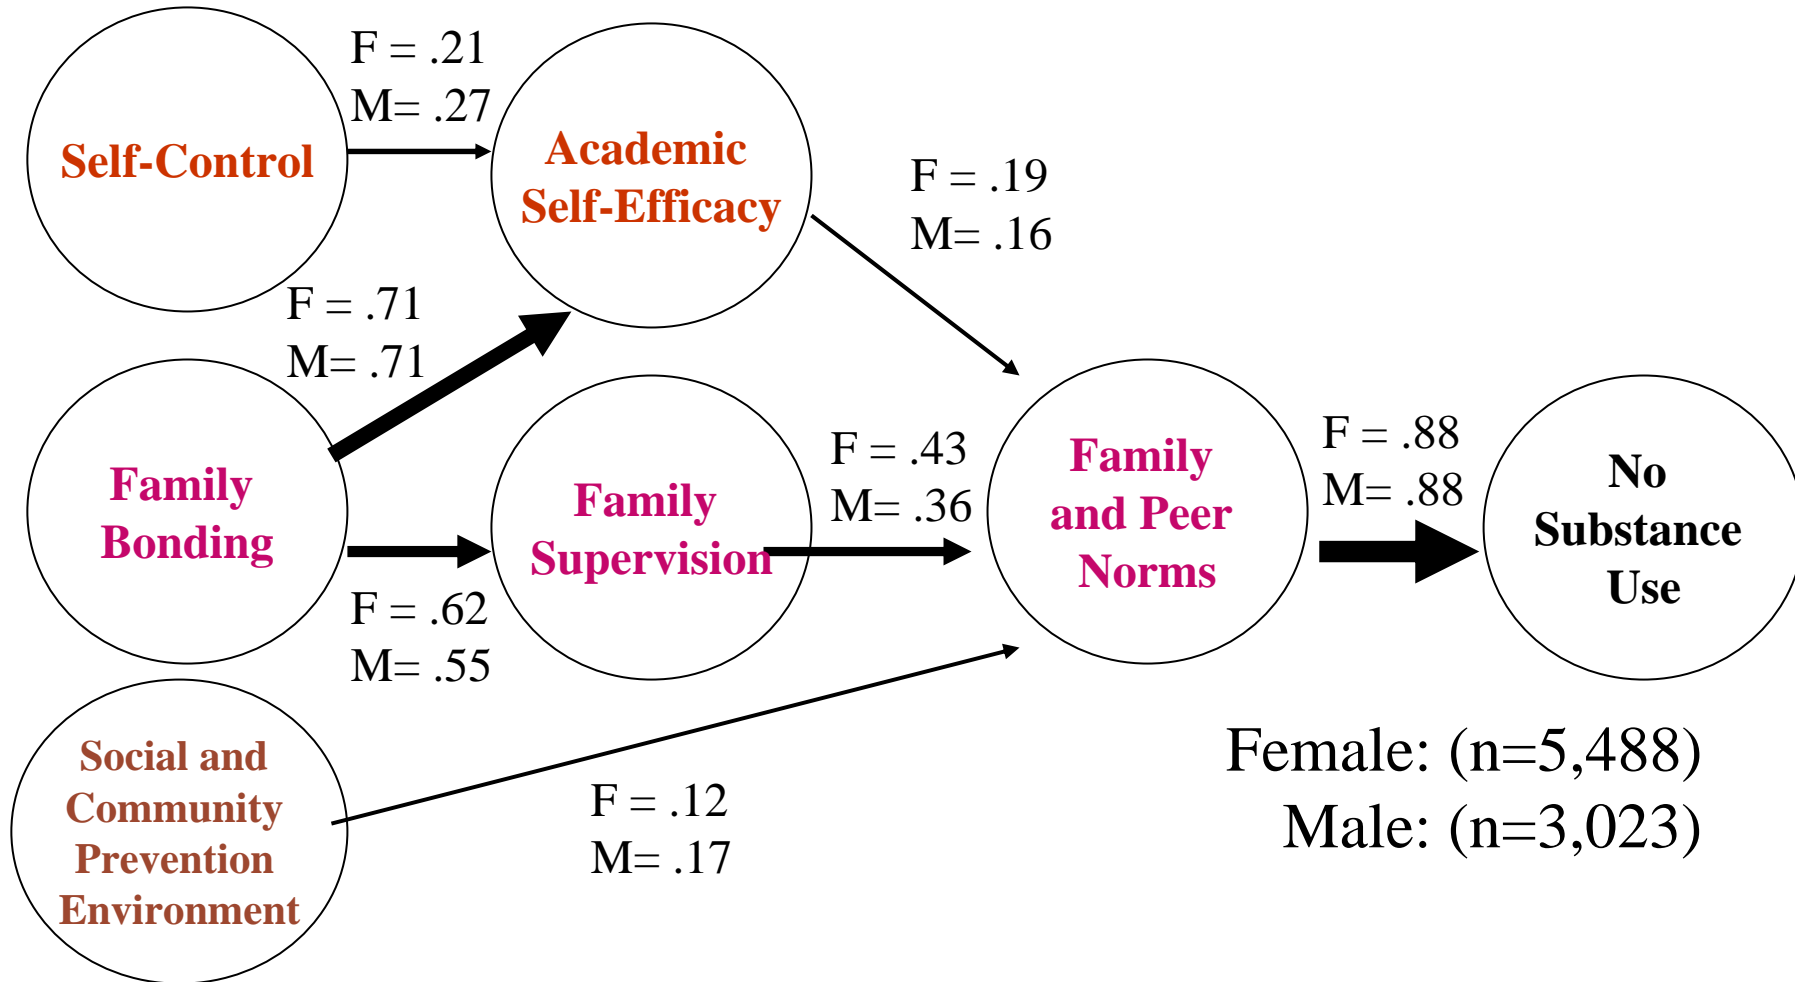 F = .21
M= .27
Self-Control
Academic
Self-Efficacy
F = .19
M= .16
F = .71
M= .71
Family
Bonding
F = .62
M= .55
Family
Supervision
F = .43
M= .36
Family
and Peer
Norms
F = .88
M= .88
No
Substance
Use
Social and
Community
Prevention
Environment
F = .12
M= .17
Female: (n=5,488)
Male: (n=3,023)